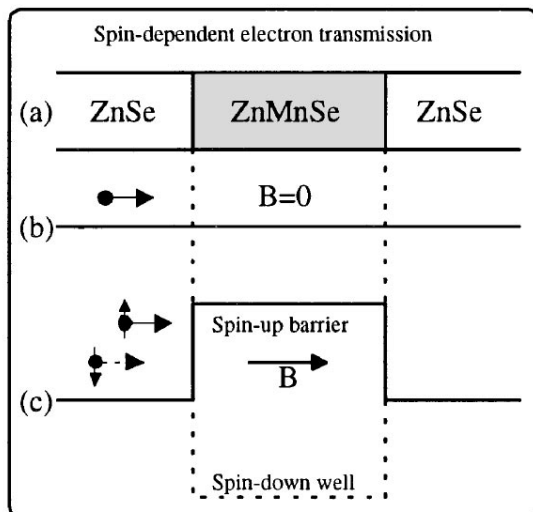 Spin-dependent electron transmission
(a) ZnSe ZnMnSe ZnSe
B=0
(b)
Spin-up barrier
B
(c)
Spin-down well